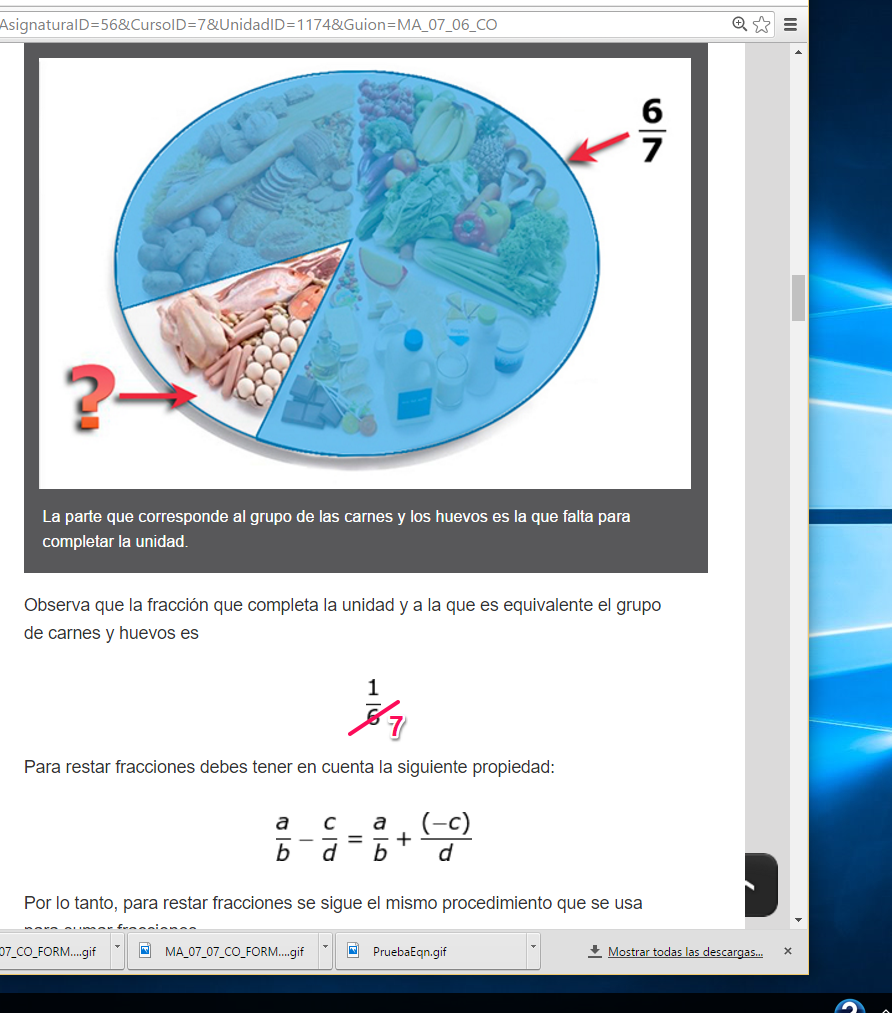 AsignaturaID=56&CursoID=7&UnidadID=1174&Guion=MA_07_06_CO
6
7
?
La parte que corresponde al grupo de las carnes y los huevos es la que falta para
completar la unidad.
Observa que la fracción que completa la unidad y a la que es equivalente el grupo
de carnes y huevos es
1
6 7
Para restar fracciones debes tener en cuenta la siguiente propiedad:
a/b − c/d = a/b + (−c)/d
Por lo tanto, para restar fracciones se sigue el mismo procedimiento que se usa
para sumar fracciones
07_CO_FORM....gif MA_07_07_CO_FORM....gif PruebaEqn.gif Mostrar todas las descargas...